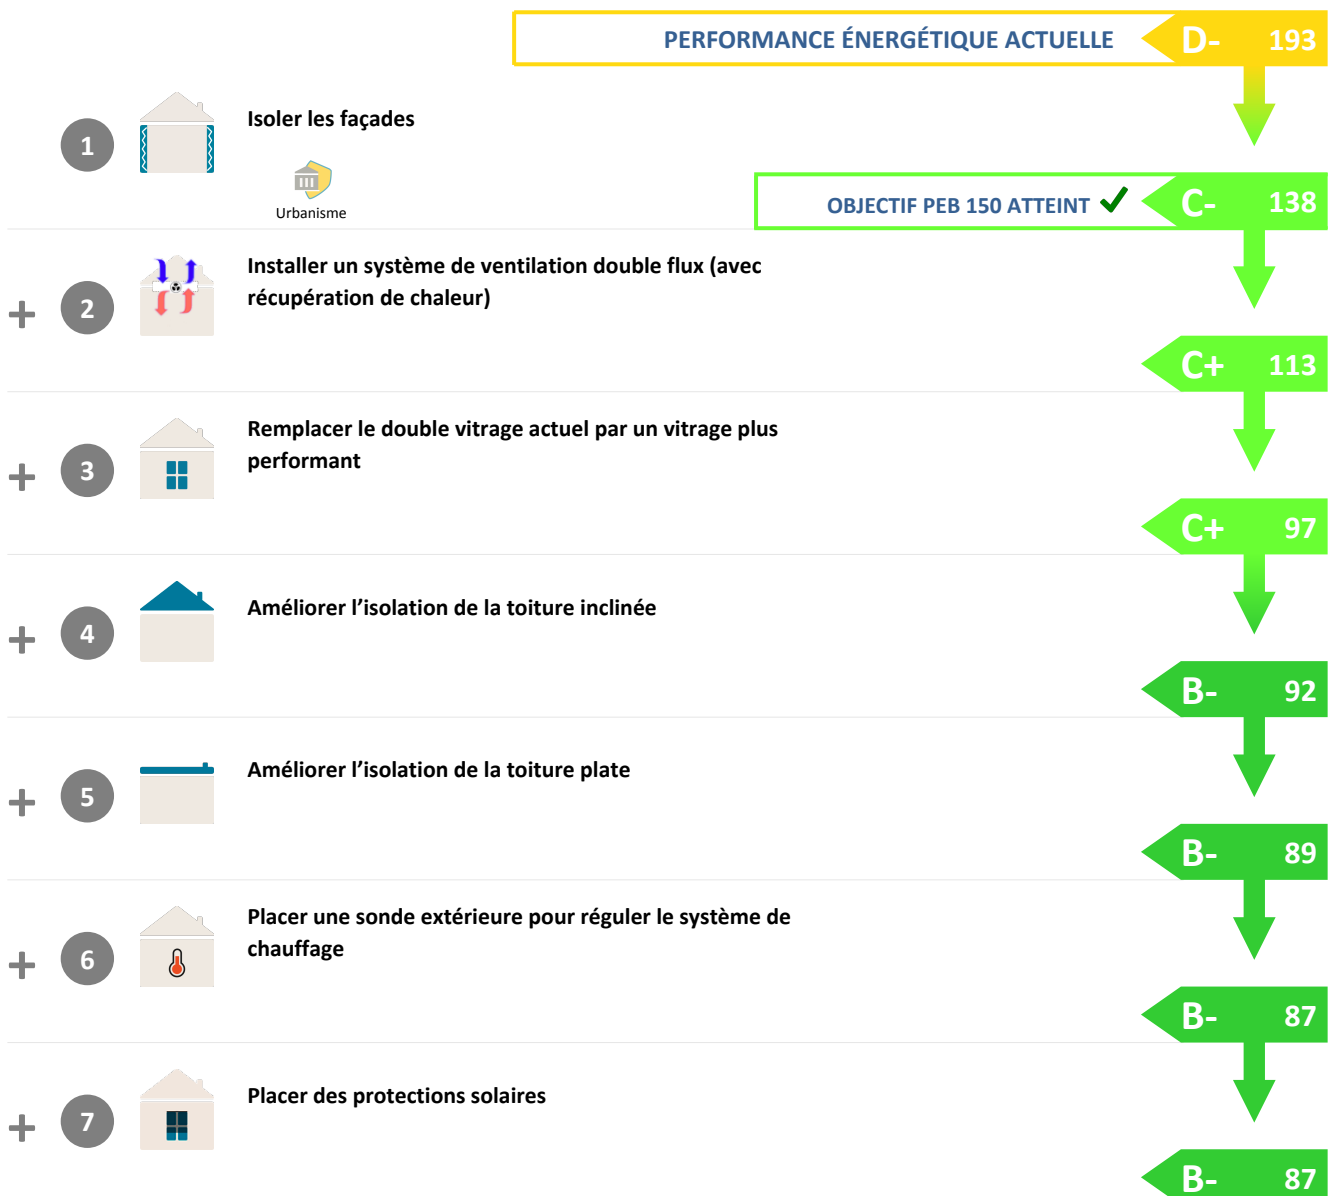 PERFORMANCE ÉNERGÉTIQUE ACTUELLE
D- 193
1
Isoler les façades
Urbanisme
OBJECTIF PEB 150 ATTEINT
C- 138
+ 2
Installer un système de ventilation double flux (avec
récupération de chaleur)
C+ 113
+ 3
Remplacer le double vitrage actuel par un vitrage plus
performant
C+ 97
+ 4
Améliorer l’isolation de la toiture inclinée
B- 92
+ 5
Améliorer l’isolation de la toiture plate
B- 89
+ 6
Placer une sonde extérieure pour réguler le système de
chauffage
B- 87
+ 7
Placer des protections solaires
B- 87